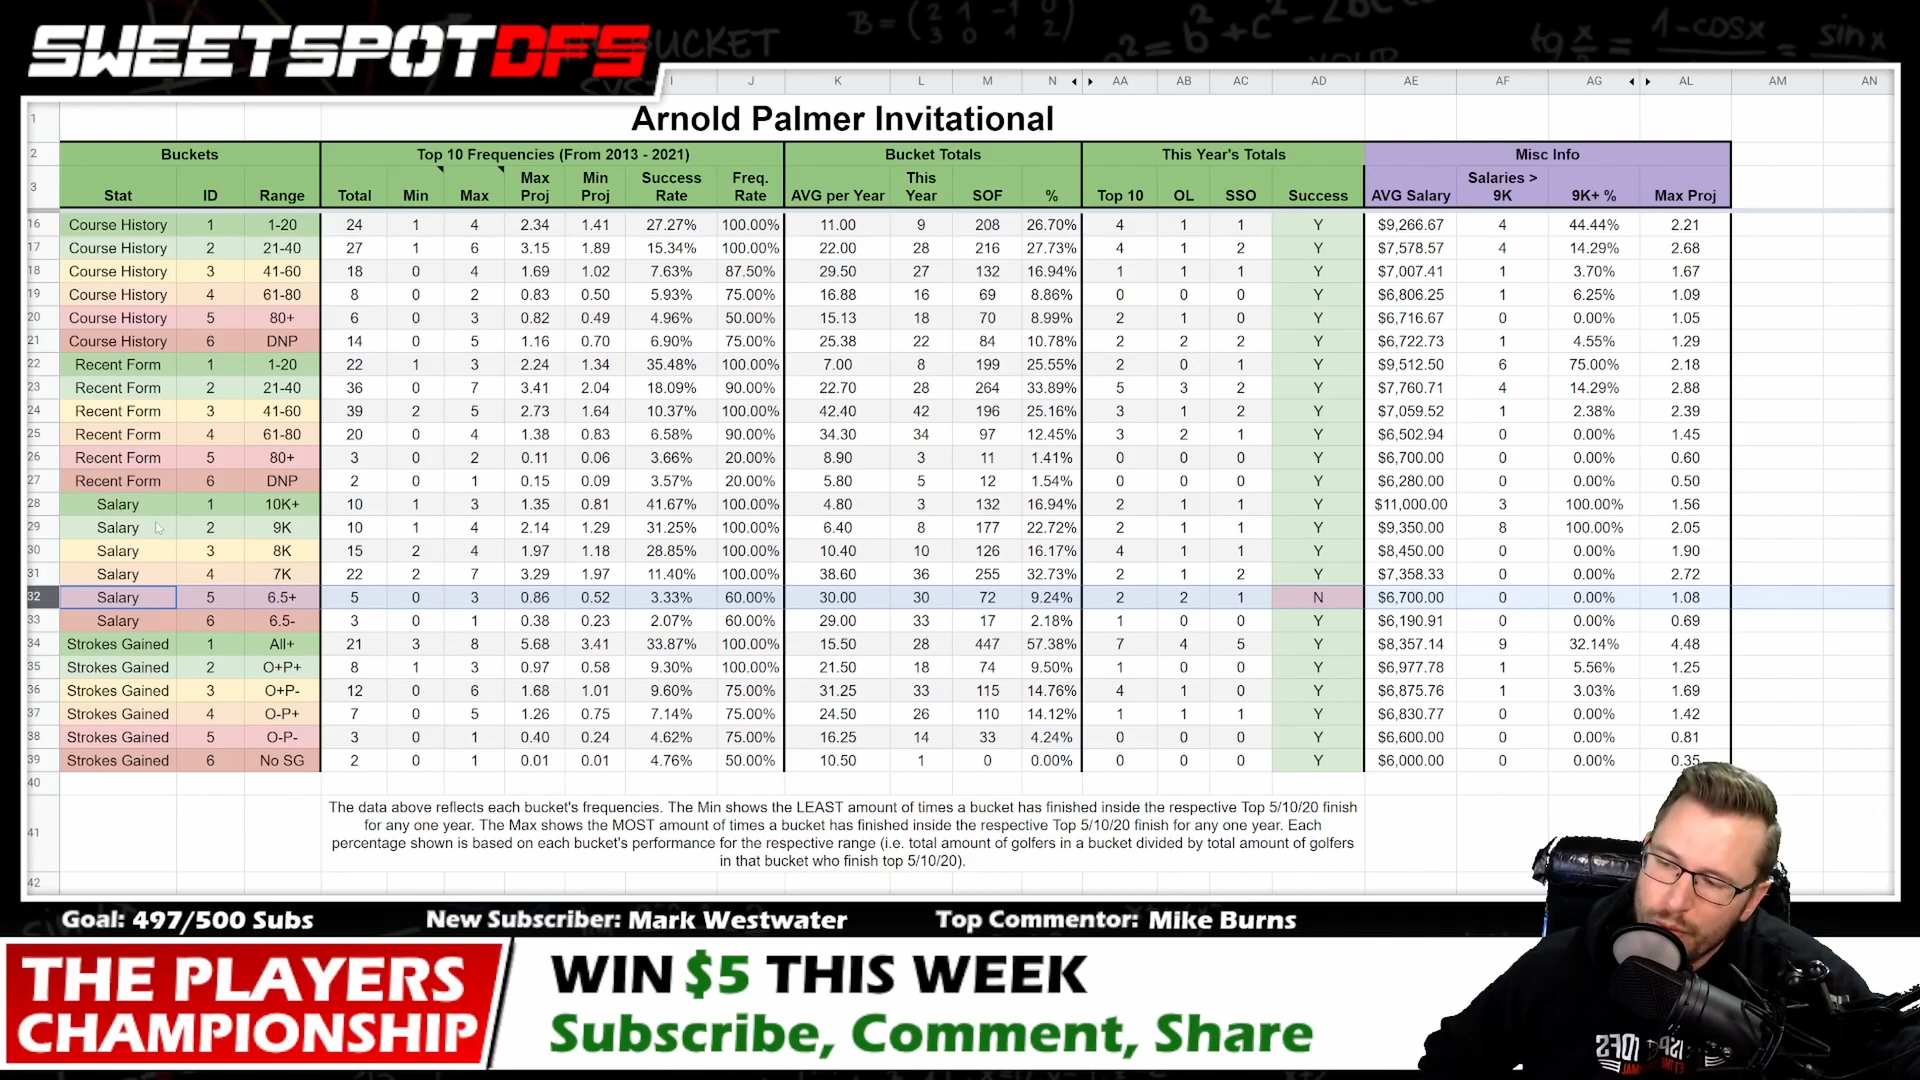 SWEETSPOTDFS
BUCKET
I J K L M N AA AB AC AD AE AF AG AL AM AN
1 Arnold Palmer Invitational
2 Buckets Top 10 Frequencies (From 2013 - 2021) Bucket Totals This Year's Totals Misc Info
3 Stat ID Range Total Min Max Max Proj Min Proj Success Rate Freq. Rate AVG per Year This Year SOF % Top 10 OL SSO Success AVG Salary Salaries > 9K 9K+ % Max Proj
16 Course History 1 1-20 24 1 4 2.34 1.41 27.27% 100.00% 11.00 9 208 26.70% 4 1 1 Y $9,266.67 4 44.44% 2.21
17 Course History 2 21-40 27 1 6 3.15 1.89 15.34% 100.00% 22.00 28 216 27.73% 4 1 2 Y $7,578.57 4 14.29% 2.68
18 Course History 3 41-60 18 0 4 1.69 1.02 7.63% 87.50% 29.50 27 132 16.94% 1 1 1 Y $7,007.41 1 3.70% 1.67
19 Course History 4 61-80 8 0 2 0.83 0.50 5.93% 75.00% 16.88 16 69 8.86% 0 0 0 Y $6,806.25 1 6.25% 1.09
20 Course History 5 80+ 6 0 3 0.82 0.49 4.96% 50.00% 15.13 18 70 8.99% 2 1 0 Y $6,716.67 0 0.00% 1.05
21 Course History 6 DNP 14 0 5 1.16 0.70 6.90% 75.00% 25.38 22 84 10.78% 2 2 2 Y $6,722.73 1 4.55% 1.29
22 Recent Form 1 1-20 22 1 3 2.24 1.34 35.48% 100.00% 7.00 8 199 25.55% 2 0 1 Y $9,512.50 6 75.00% 2.18
23 Recent Form 2 21-40 36 0 7 3.41 2.04 18.09% 90.00% 22.70 28 264 33.89% 5 3 2 Y $7,760.71 4 14.29% 2.88
24 Recent Form 3 41-60 39 2 5 2.73 1.64 10.37% 100.00% 42.40 42 196 25.16% 3 1 2 Y $7,059.52 1 2.38% 2.39
25 Recent Form 4 61-80 20 0 4 1.38 0.83 6.58% 90.00% 34.30 34 97 12.45% 3 2 1 Y $6,502.94 0 0.00% 1.45
26 Recent Form 5 80+ 3 0 2 0.11 0.06 3.66% 20.00% 8.90 3 11 1.41% 0 0 0 Y $6,700.00 0 0.00% 0.60
27 Recent Form 6 DNP 2 0 1 0.15 0.09 3.57% 20.00% 5.80 5 12 1.54% 0 0 0 Y $6,280.00 0 0.00% 0.50
28 Salary 1 10K+ 10 1 3 1.35 0.81 41.67% 100.00% 4.80 3 132 16.94% 2 1 1 Y $11,000.00 3 100.00% 1.56
29 Salary 2 9K 10 1 4 2.14 1.29 31.25% 100.00% 6.40 8 177 22.72% 2 1 1 Y $9,350.00 8 100.00% 2.05
30 Salary 3 8K 15 2 4 1.97 1.18 28.85% 100.00% 10.40 10 126 16.17% 4 1 1 Y $8,450.00 0 0.00% 1.90
31 Salary 4 7K 22 2 7 3.29 1.97 11.40% 100.00% 38.60 36 255 32.73% 2 1 2 Y $7,358.33 0 0.00% 2.72
32 Salary 5 6.5+ 5 0 3 0.86 0.52 3.33% 60.00% 30.00 30 72 9.24% 2 2 1 N $6,700.00 0 0.00% 1.08
33 Salary 6 6.5- 3 0 1 0.38 0.23 2.07% 60.00% 29.00 33 17 2.18% 1 0 0 Y $6,190.91 0 0.00% 0.69
34 Strokes Gained 1 All+ 21 3 8 5.68 3.41 33.87% 100.00% 15.50 28 447 57.38% 7 4 5 Y $8,357.14 9 32.14% 4.48
35 Strokes Gained 2 O+P+ 8 1 3 0.97 0.58 9.30% 100.00% 21.50 18 74 9.50% 1 0 0 Y $6,977.78 1 5.56% 1.25
36 Strokes Gained 3 O+P- 12 0 6 1.68 1.01 9.60% 75.00% 31.25 33 115 14.76% 4 1 0 Y $6,875.76 1 3.03% 1.69
37 Strokes Gained 4 O-P+ 7 0 5 1.26 0.75 7.14% 75.00% 24.50 26 110 14.12% 1 1 1 Y $6,830.77 0 0.00% 1.42
38 Strokes Gained 5 O-P- 3 0 1 0.40 0.24 4.62% 75.00% 16.25 14 33 4.24% 0 0 0 Y $6,600.00 0 0.00% 0.81
39 Strokes Gained 6 No SG 2 0 1 0.01 0.01 4.76% 50.00% 10.50 1 0 0.00% 0 0 0 Y $6,000.00 0 0.00% 0.35
40
41
The data above reflects each bucket's frequencies. The Min shows the LEAST amount of times a bucket has finished inside the respective Top 5/10/20 finish
for any one year. The Max shows the MOST amount of times a bucket has finished inside the respective Top 5/10/20 finish for any one year. Each
percentage shown is based on each bucket's performance for the respective range (i.e. total amount of golfers in a bucket divided by total amount of golfers
in that bucket who finish top 5/10/20).
42
Goal: 497/500 Subs New Subscriber: Mark Westwater Top Commentor: Mike Burns
THE PLAYERS
CHAMPIONSHIP
WIN $5 THIS WEEK
Subscribe, Comment, Share